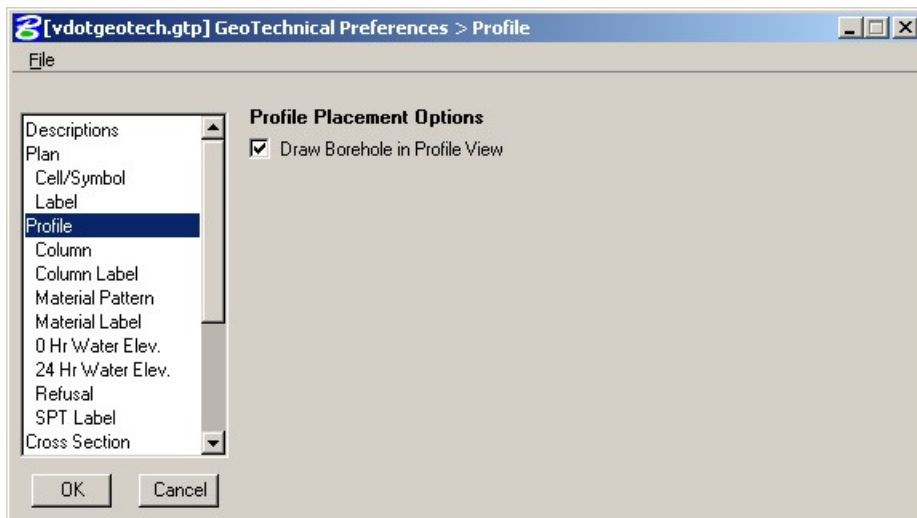 [vdotgeotech.gtp] GeoTechnical Preferences > Profile
File
Descriptions
Plan
Cell/Symbol
Label
Profile
Column
Column Label
Material Pattern
Material Label
0 Hr Water Elev.
24 Hr Water Elev.
Refusal
SPT Label
Cross Section
Profile Placement Options
Draw Borehole in Profile View
OK Cancel